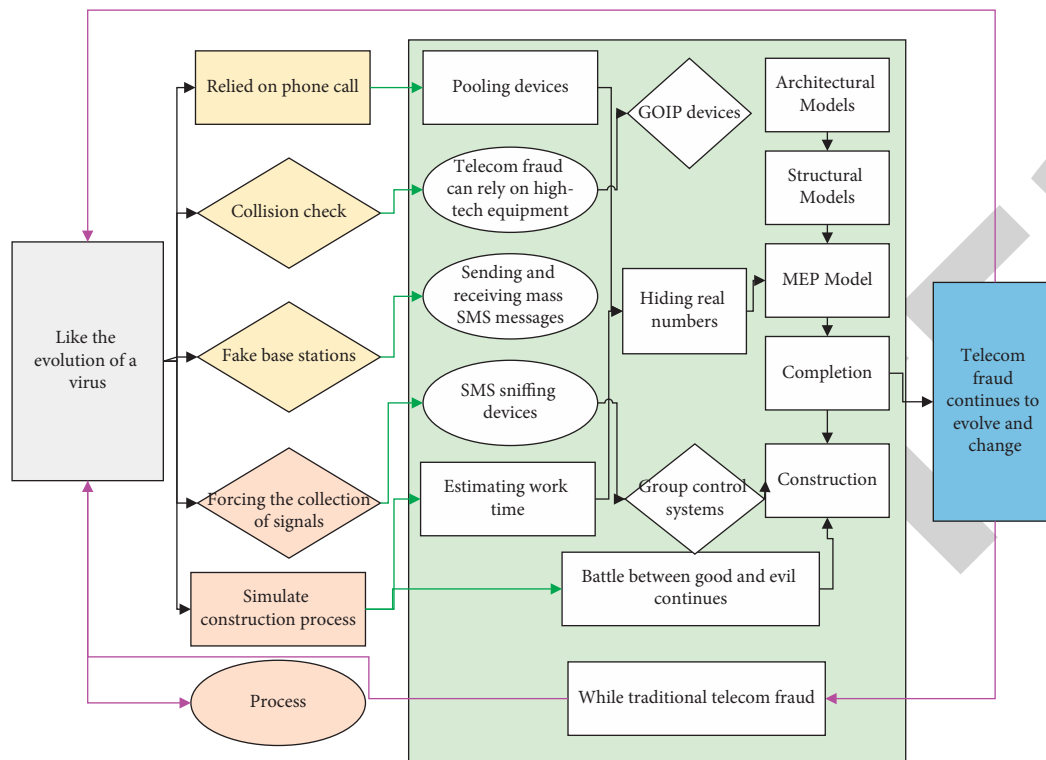 Relied on phone call
Pooling devices
GOIP devices
Architectural
Models
Collision check
Telecom fraud
can rely on high-
tech equipment
Structural
Models
Like the
evolution of a
virus
Fake base stations
Sending and
receiving mass
SMS messages
Hiding real
numbers
MEP Model
Telecom
fraud
continues to
evolve and
change
SMS sniffing
devices
Completion
Forcing the collection
of signals
Estimating work
time
Group control
systems
Construction
Simulate
construction process
Battle between good and evil
continues
Process
While traditional telecom fraud